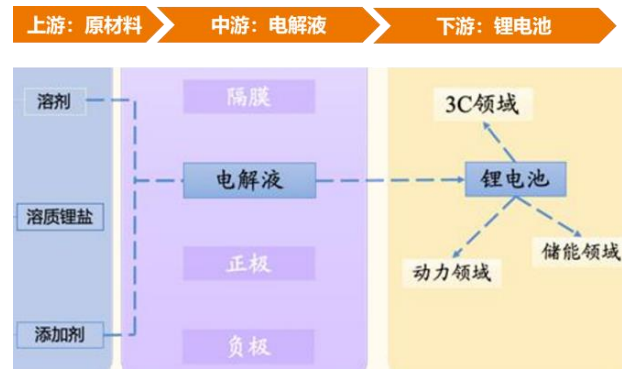 上游：原材料
中游：电解液
下游：锂电池
溶剂
溶质锂盐
添加剂
隔膜
电解液
正极
负极
3C领域
锂电池
动力领域
储能领域